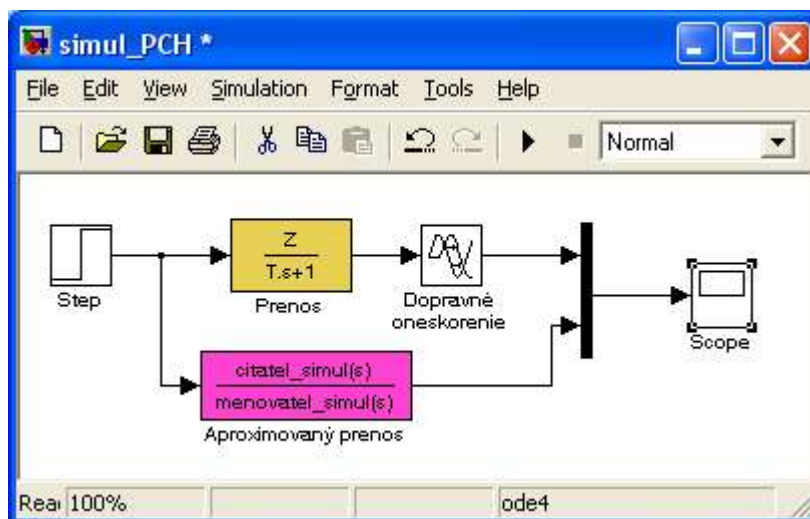 simul_PCH *
File Edit View Simulation Format Tools Help
Normal
Step
Z
T.s+1
Prenos
Dopravné
oneskorenie
Scope
citatel_simul(s)
menovatel_simul(s)
Aproximovaný prenos
Rea 100% ode4